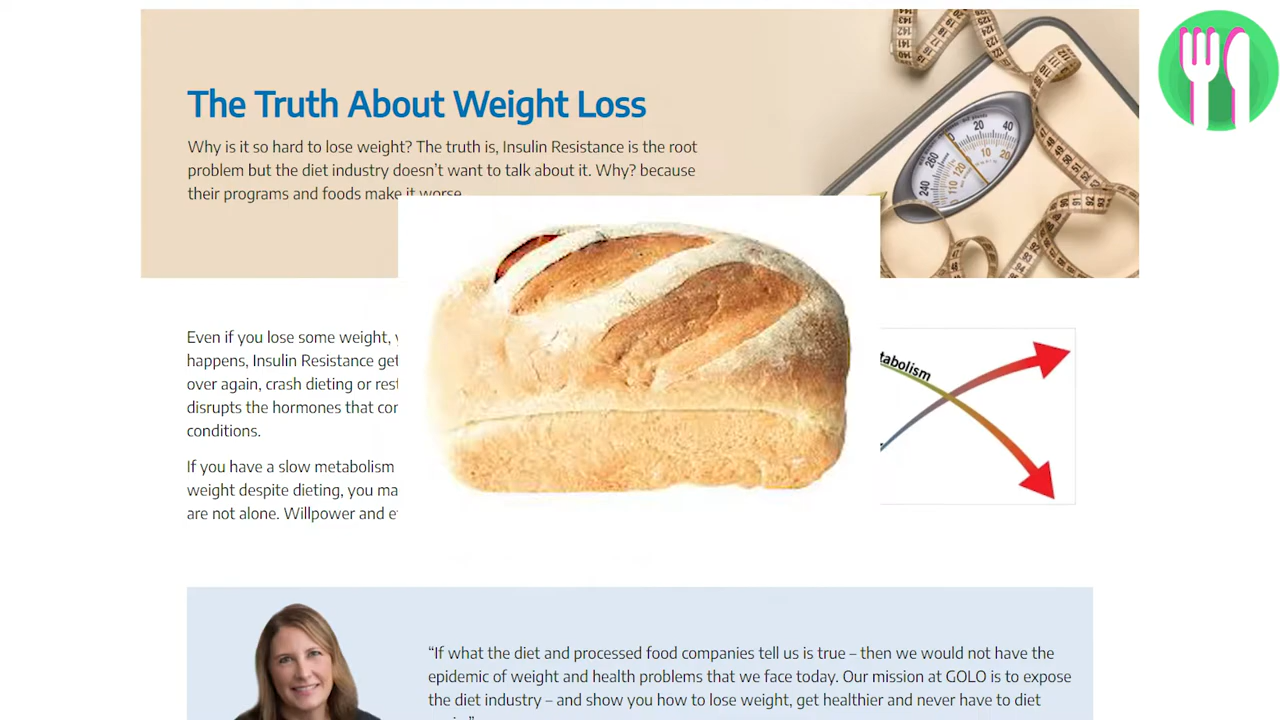 The Truth About Weight Loss
Why is it so hard to lose weight? The truth is, Insulin Resistance is the root
problem but the diet industry doesn't want to talk about it. Why? because
their programs and foods make it worse.
Even if you lose some weight,
happens, Insulin Resistance
over again, crash dieting or
disrupts the hormones that
conditions.
If you have a slow metabolism
weight despite dieting, you
are not alone. Willpower and
“If what the diet and processed food companies tell us is true – then we would not have the
epidemic of weight and health problems that we face today. Our mission at GOLO is to expose
the diet industry – and show you how to lose weight, get healthier and never have to diet